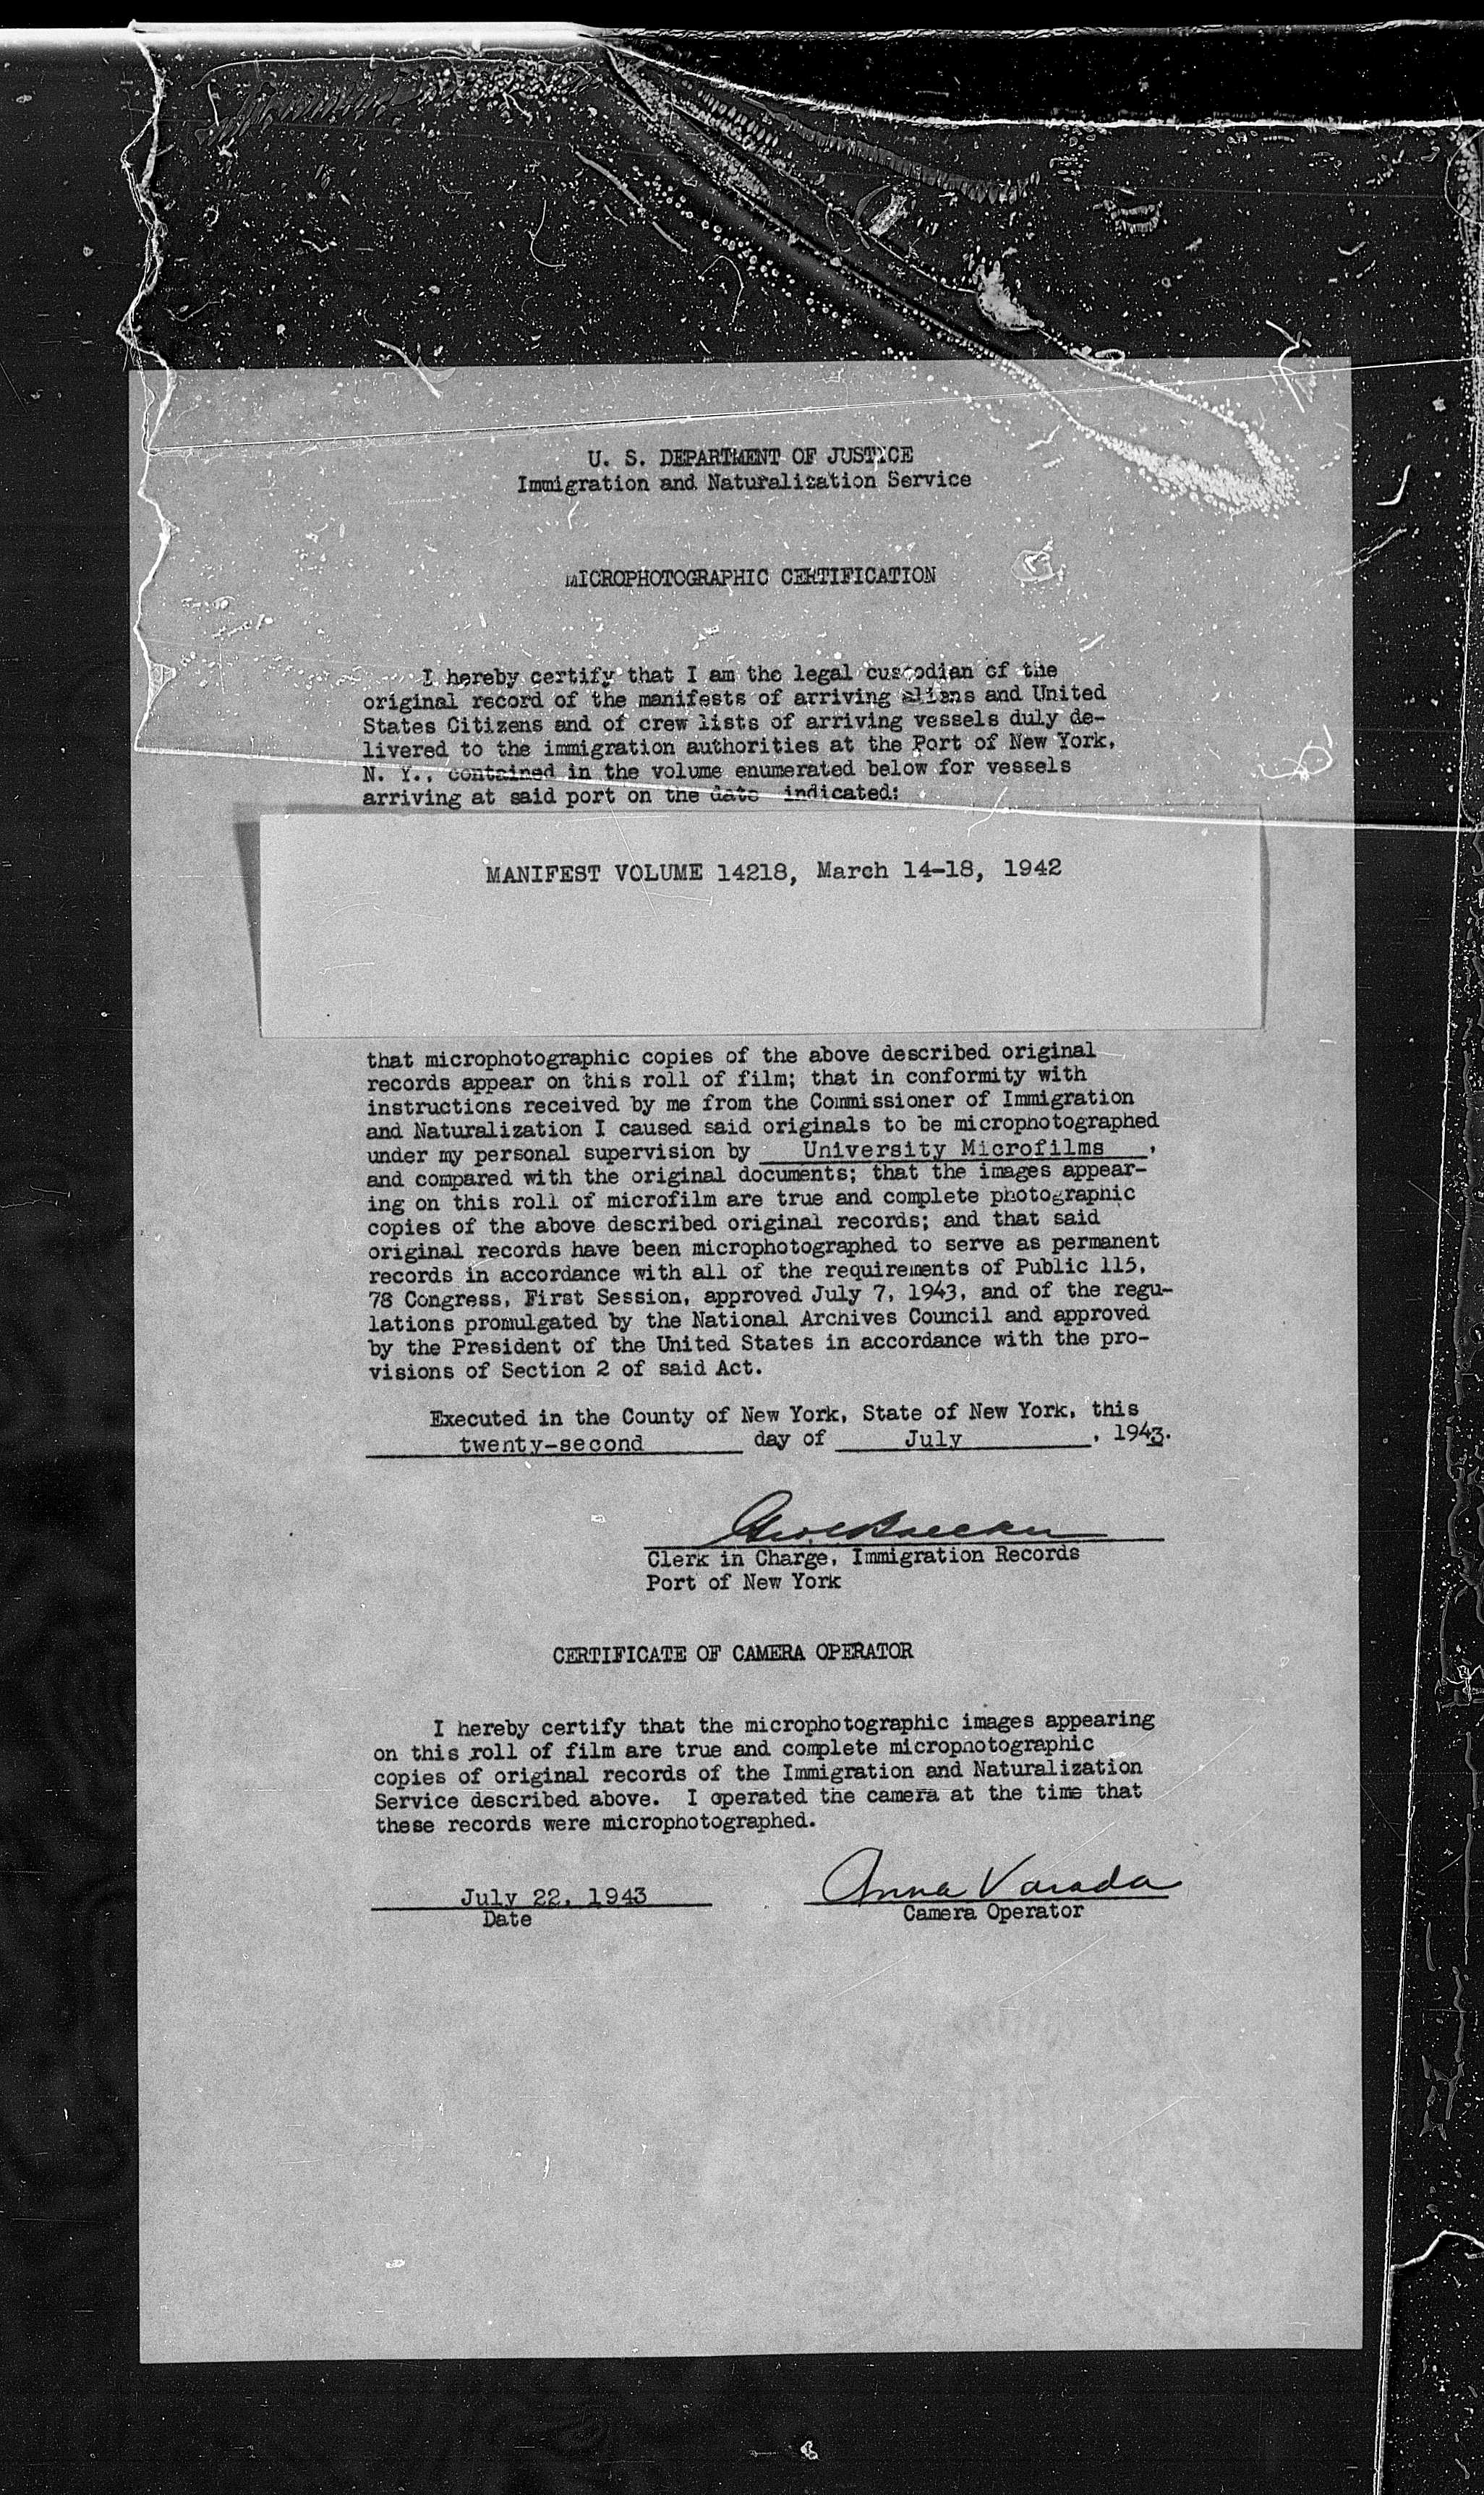 U. S. DEPARTMENT OF JUSTICE
Immigration and Naturalization Service
MICROPHOTOGRAPHIC CERTIFICATION
I hereby certify that I am the legal custodian of the
original record of the manifests of arriving aliens and United
States Citizens and of crew lists of arriving vessels duly de-
livered to the immigration authorities at the Port of New York,
N. Y., contained in the volume enumerated below for vessels
arriving at said port on the date indicated:
MANIFEST VOLUME 14218, March 14-18, 1942
that microphotographic copies of the above described original
records appear on this roll of film; that in conformity with
instructions received by me from the Commissioner of Immigration
and Naturalization I caused said originals to be microphotographed
under my personal supervision by University Microfilms,
and compared with the original documents; that the images appear-
ing on this roll of microfilm are true and complete photographic
copies of the above described original records; and that said
original records have been microphotographed to serve as permanent
records in accordance with all of the requirements of Public 115,
78 Congress, First Session, approved July 7, 1943, and of the regu-
lations promulgated by the National Archives Council and approved
by the President of the United States in accordance with the pro-
visions of Section 2 of said Act.
Executed in the County of New York, State of New York, this
twenty-second day of July, 1943.
Clerk in Charge, Immigration Records
Port of New York
CERTIFICATE OF CAMERA OPERATOR
I hereby certify that the microphotographic images appearing
on this roll of film are true and complete microphotographic
copies of original records of the Immigration and Naturalization
Service described above. I operated the camera at the time that
these records were microphotographed.
July 22, 1943 Anna Varada
Date Camera Operator